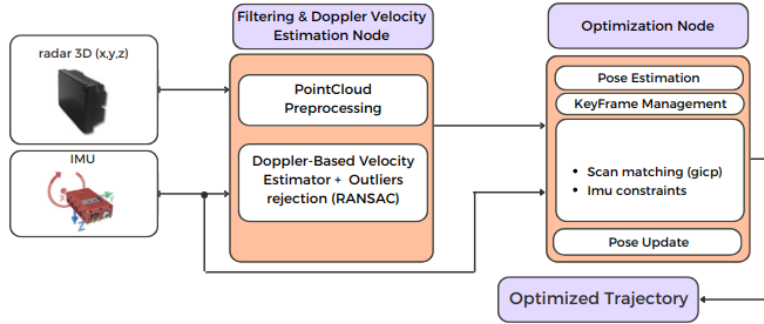 radar 3D (x,y,z)
IMU
Filtering & Doppler Velocity
Estimation Node
PointCloud
Preprocessing
Doppler-Based Velocity
Estimator + Outliers
rejection (RANSAC)
Optimization Node
Pose Estimation
KeyFrame Management
• Scan matching (gicp)
• Imu constraints
Pose Update
Optimized Trajectory